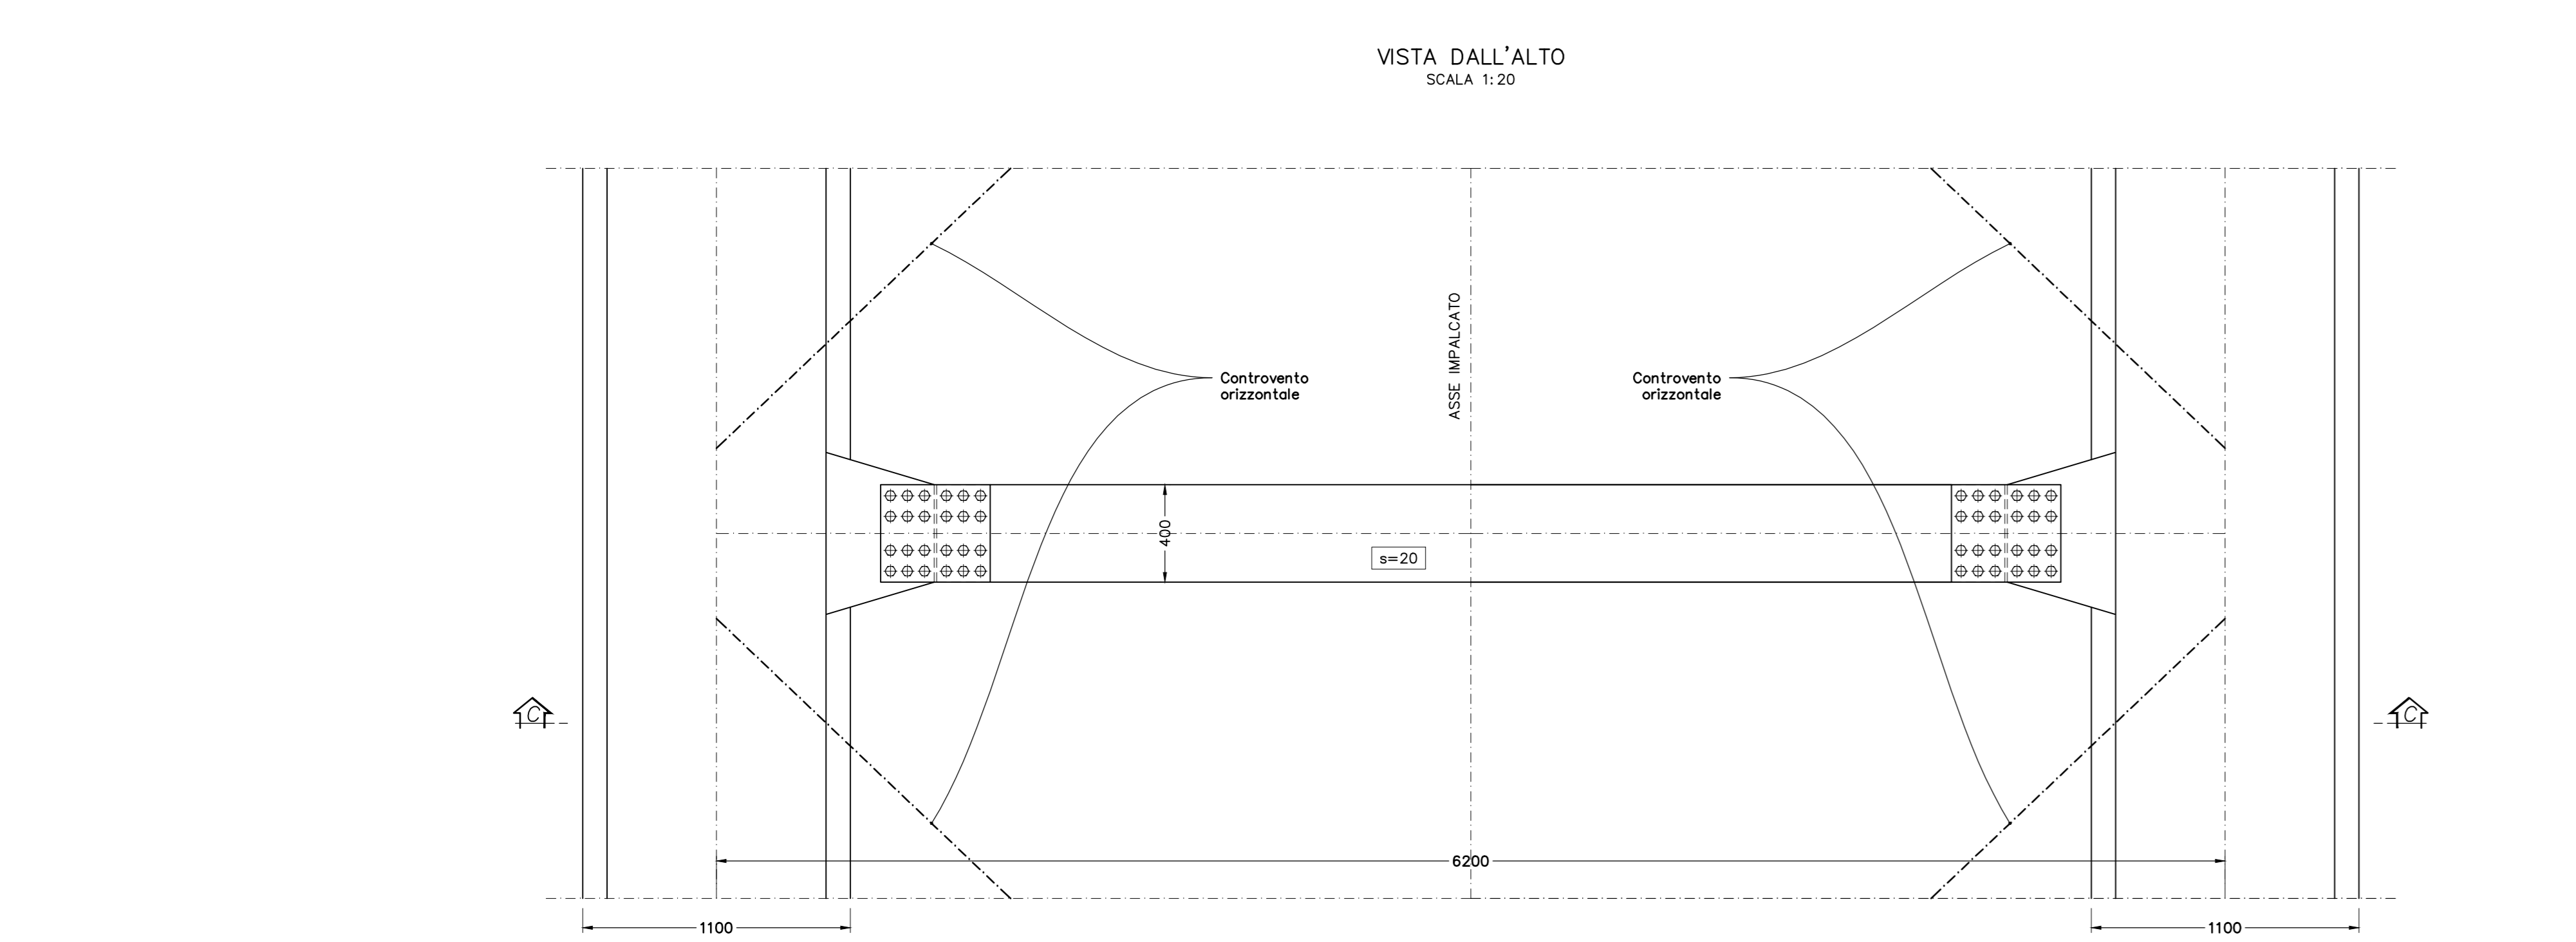 VISTA DALL'ALTO
SCALA 1:20
ASSE IMPALCATO
Controvento
orizzontale
Controvento
orizzontale
400
s=20
C
C
6200
1100
1100